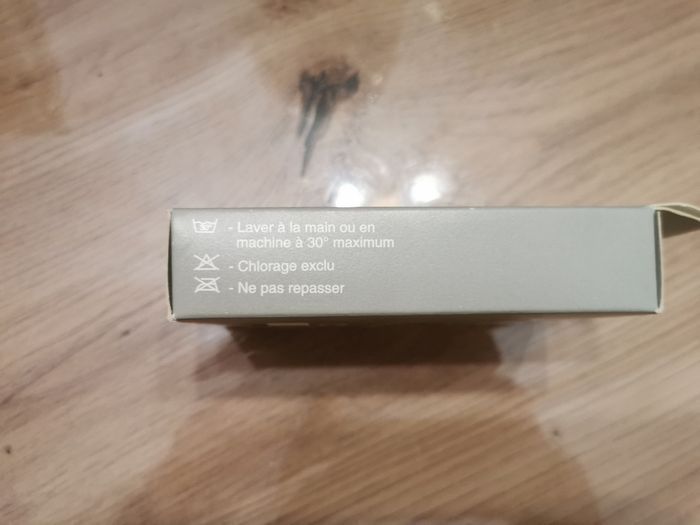 - Laver à la main ou en
machine à 30° maximum
- Chlorage exclu
- Ne pas repasser